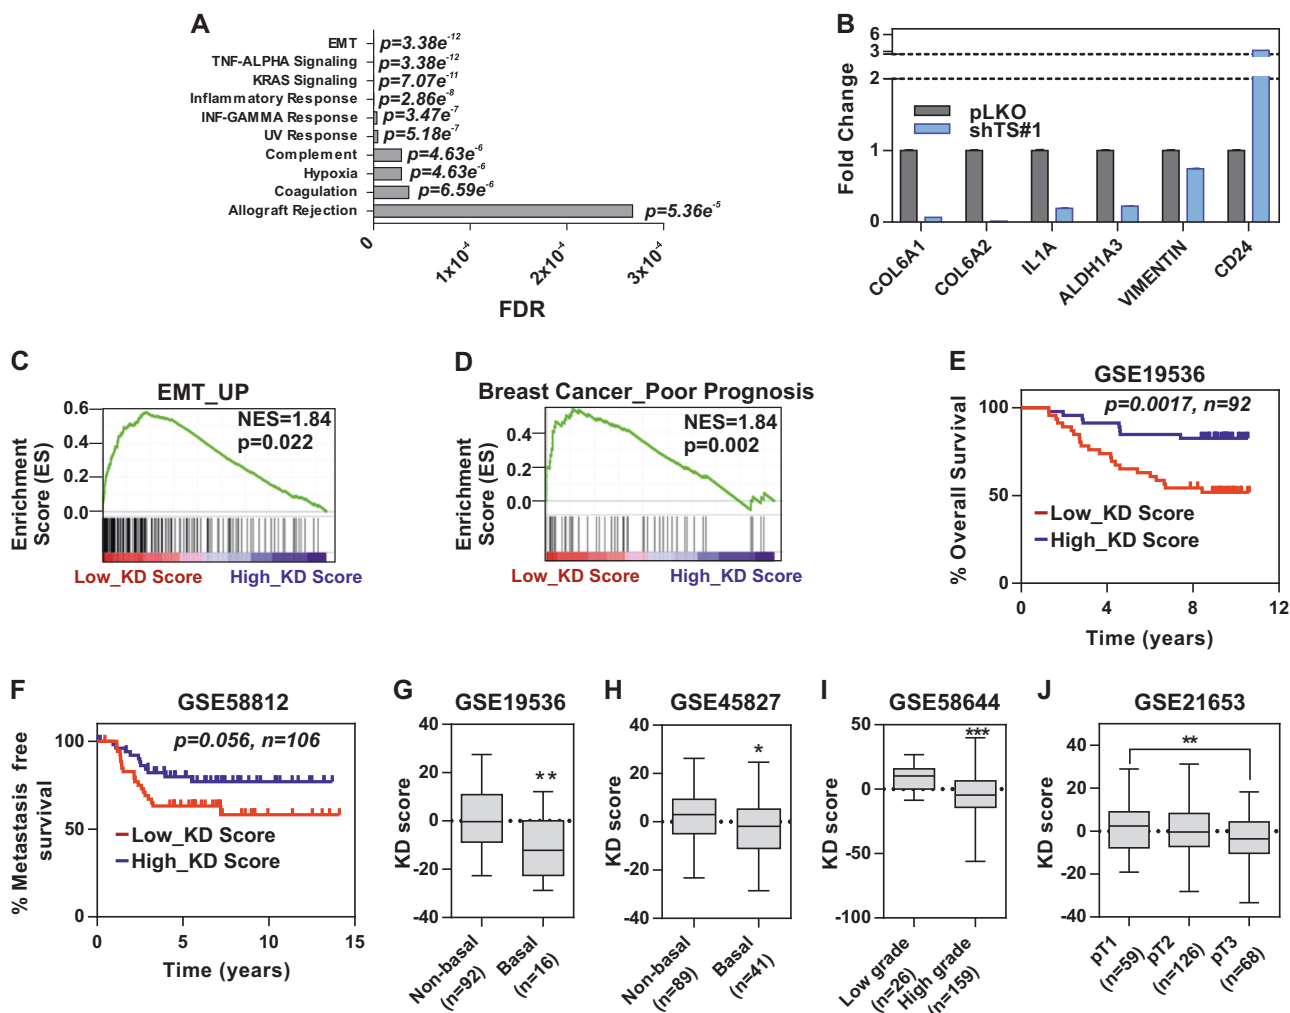 A
EMT
p=3.38e-12
TNF-ALPHA Signaling
p=3.38e-12
KRAS Signaling
p=7.07e-11
Inflammatory Response
p=2.86e-8
INF-GAMMA Response
p=3.47e-7
UV Response
p=5.18e-7
Complement
p=4.63e-6
Hypoxia
p=4.63e-6
Coagulation
p=6.59e-6
Allograft Rejection
p=5.36e-5
0
1x10-4
2x10-4
3x10-4
FDR
B
Fold Change
6
3
2
1
0
pLKO
shTS#1
COL6A1
COL6A2
IL1A
ALDH1A3
VIMENTIN
CD24
C
EMT_UP
NES=1.84
p=0.022
Enrichment
Score (ES)
0.6
0.4
0.2
0.0
Low_KD Score
High_KD Score
D
Breast Cancer_Poor Prognosis
NES=1.84
p=0.002
Enrichment
Score (ES)
0.4
0.2
0.0
Low_KD Score
High_KD Score
E
GSE19536
p=0.0017, n=92
% Overall Survival
100
50
0
Low_KD Score
High_KD Score
0
4
8
12
Time (years)
F
GSE58812
p=0.056, n=106
% Metastasis free
survival
100
50
0
Low_KD Score
High_KD Score
0
5
10
15
Time (years)
G
GSE19536
KD score
40
20
0
-20
-40
**
Non-basal
(n=92)
Basal
(n=16)
H
GSE45827
KD score
40
20
0
-20
-40
*
Non-basal
(n=89)
Basal
(n=41)
I
GSE58644
KD score
50
0
-50
-100
***
Low grade
(n=26)
High grade
(n=159)
J
GSE21653
KD score
40
20
0
-20
-40
**
pT1
(n=59)
pT2
(n=126)
pT3
(n=68)